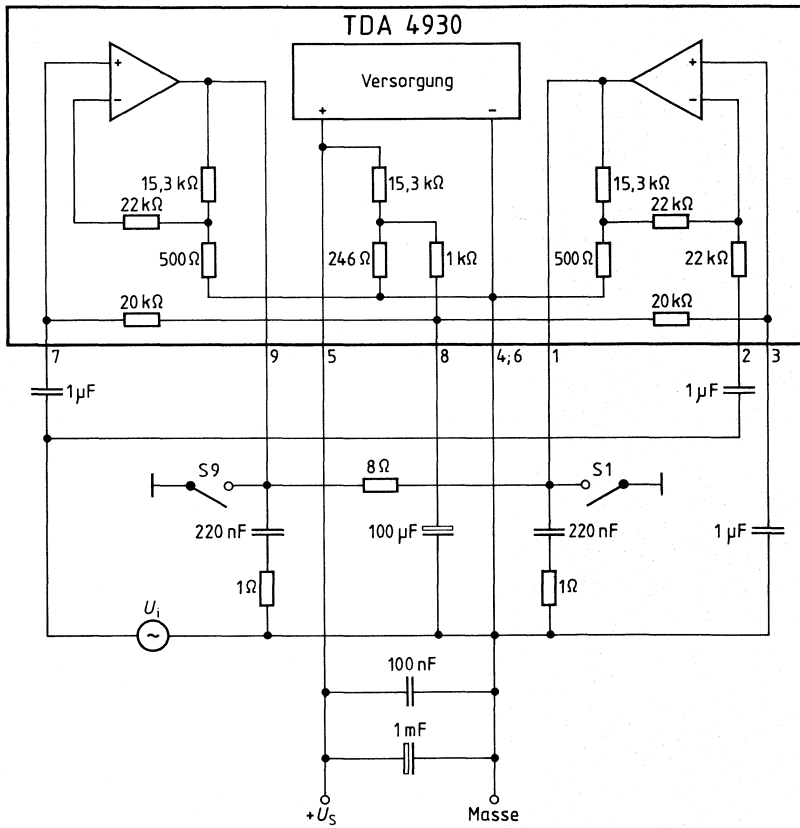 TDA 4930
+
−
Versorgung
+
−
+
−
15,3 kΩ
22 kΩ
500 Ω
15,3 kΩ
246 Ω
1 kΩ
15,3 kΩ
22 kΩ
500 Ω
22 kΩ
20 kΩ
20 kΩ
7
9
5
8
4; 6
1
2
3
1 µF
1 µF
S9
8 Ω
S1
220 nF
100 µF
220 nF
1 µF
1 Ω
1 Ω
Ui
~
100 nF
1 mF
+US
Masse